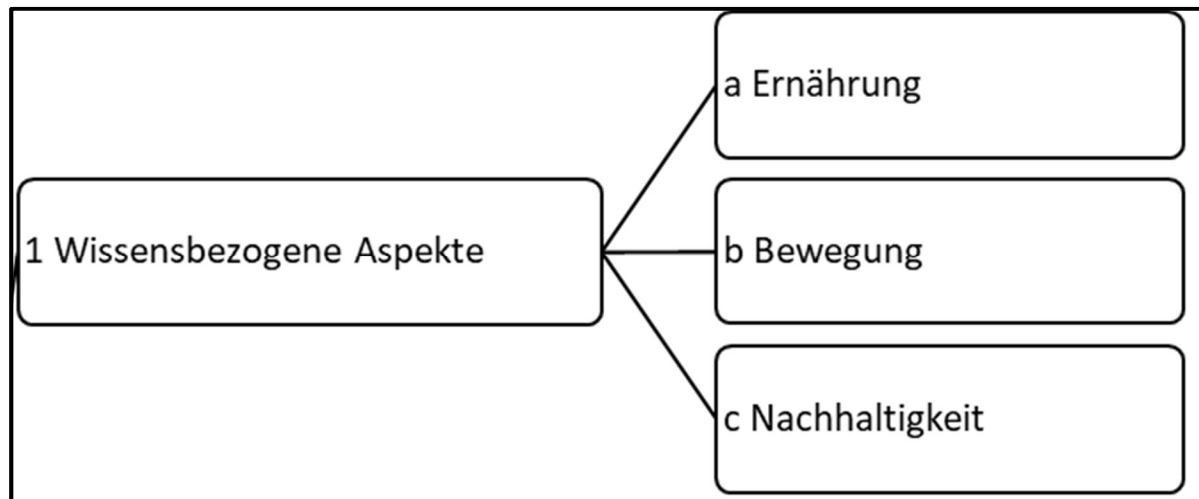 1 Wissensbezogene Aspekte
a Ernährung
b Bewegung
c Nachhaltigkeit